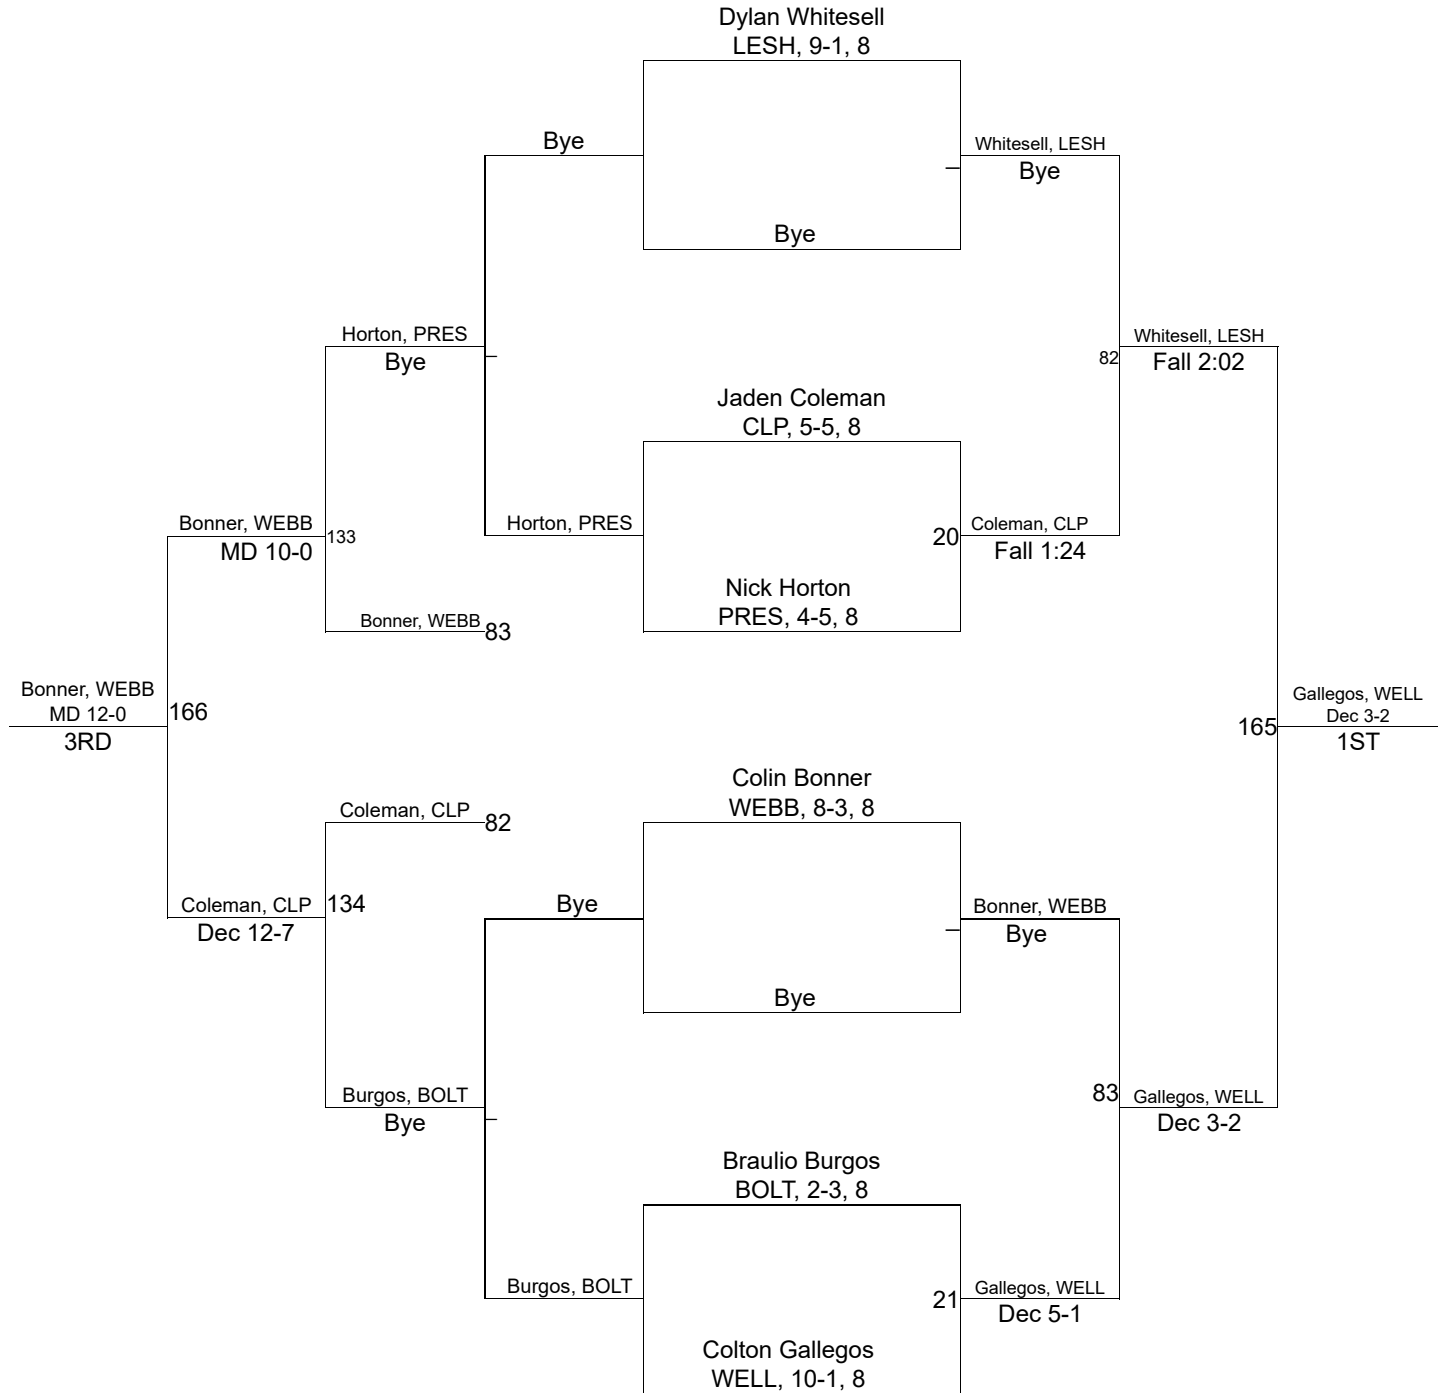 Dylan Whitesell
LESH, 9-1, 8
Bye
Whitesell, LESH
Bye
Bye
Horton, PRES
Bye
Whitesell, LESH
82
Fall 2:02
Jaden Coleman
CLP, 5-5, 8
Bonner, WEBB
133
MD 10-0
Horton, PRES
20
Coleman, CLP
Fall 1:24
Nick Horton
PRES, 4-5, 8
Bonner, WEBB
83
Bonner, WEBB
MD 12-0
3RD
166
165
Gallegos, WELL
Dec 3-2
1ST
Colin Bonner
WEBB, 8-3, 8
Coleman, CLP
82
Coleman, CLP
134
Dec 12-7
Bye
Bonner, WEBB
Bye
Bye
Burgos, BOLT
Bye
83
Gallegos, WELL
Dec 3-2
Braulio Burgos
BOLT, 2-3, 8
Burgos, BOLT
21
Gallegos, WELL
Dec 5-1
Colton Gallegos
WELL, 10-1, 8